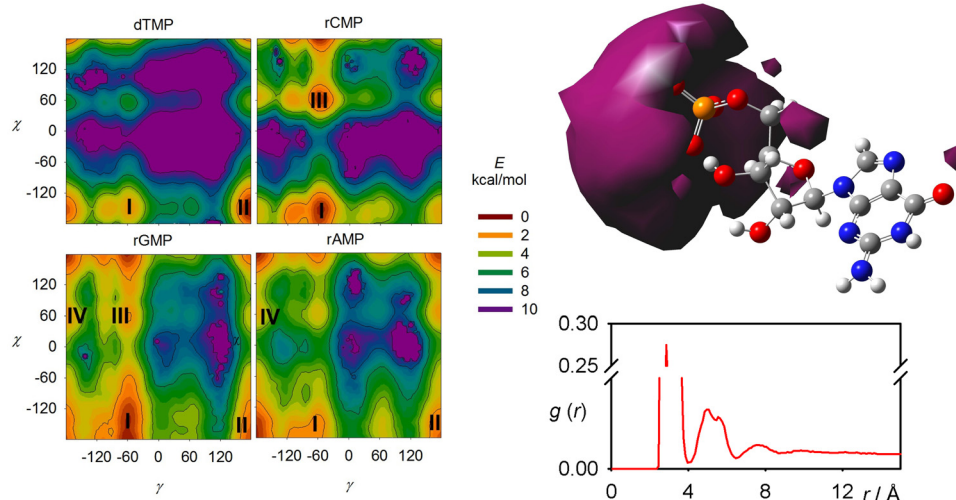 dTMP
rCMP
120
60
χ
0
-60
-120
III
I
II
I
rGMP
rAMP
120
60
χ
0
-60
-120
IV
III
I
II
IV
I
II
-120 -60 0 60 120
-120 -60 0 60 120
γ
γ
E
kcal/mol
0
2
4
6
8
10
0.30
0.25
g (r)
0.00
0 4 8 12 r / Å